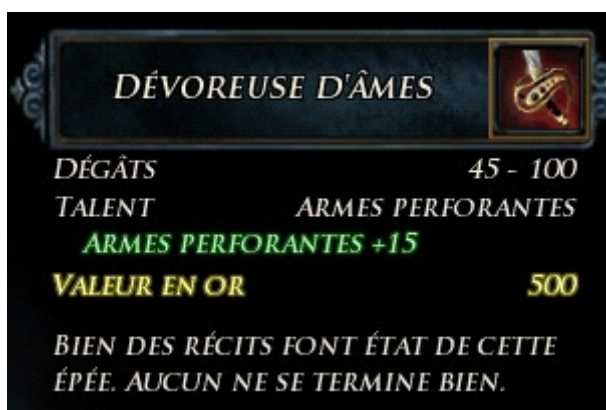 DÉVOREUSE D'ÂMES
DÉGÂTS 45 - 100
TALENT ARMES PERFORANTES
ARMES PERFORANTES +15
VALEUR EN OR 500
BIEN DES RÉCITS FONT ÉTAT DE CETTE
ÉPÉE. AUCUN NE SE TERMINE BIEN.